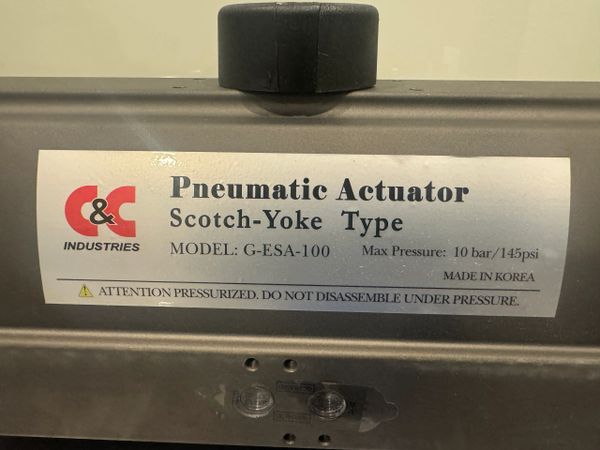 C&C
INDUSTRIES
Pneumatic Actuator
Scotch-Yoke Type
MODEL: G-ESA-100 Max Pressure: 10 bar/145psi
MADE IN KOREA
ATTENTION PRESSURIZED. DO NOT DISASSEMBLE UNDER PRESSURE.